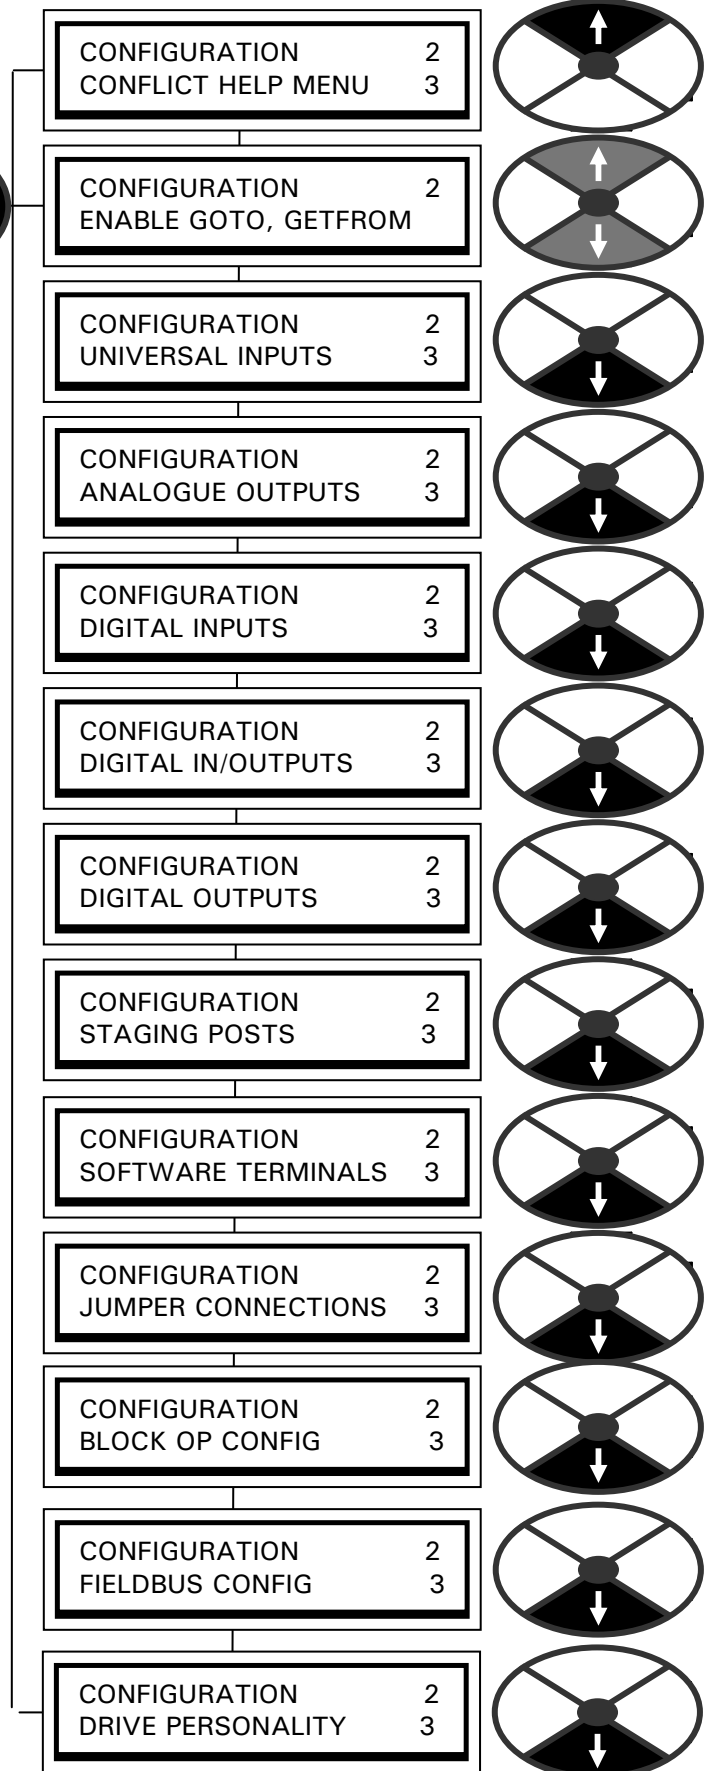 CONFIGURATION 2
CONFLICT HELP MENU 3
CONFIGURATION 2
ENABLE GOTO, GETFROM
CONFIGURATION 2
UNIVERSAL INPUTS 3
CONFIGURATION 2
ANALOGUE OUTPUTS 3
CONFIGURATION 2
DIGITAL INPUTS 3
CONFIGURATION 2
DIGITAL IN/OUTPUTS 3
CONFIGURATION 2
DIGITAL OUTPUTS 3
CONFIGURATION 2
STAGING POSTS 3
CONFIGURATION 2
SOFTWARE TERMINALS 3
CONFIGURATION 2
JUMPER CONNECTIONS 3
CONFIGURATION 2
BLOCK OP CONFIG 3
CONFIGURATION 2
FIELDBUS CONFIG 3
CONFIGURATION 2
DRIVE PERSONALITY 3